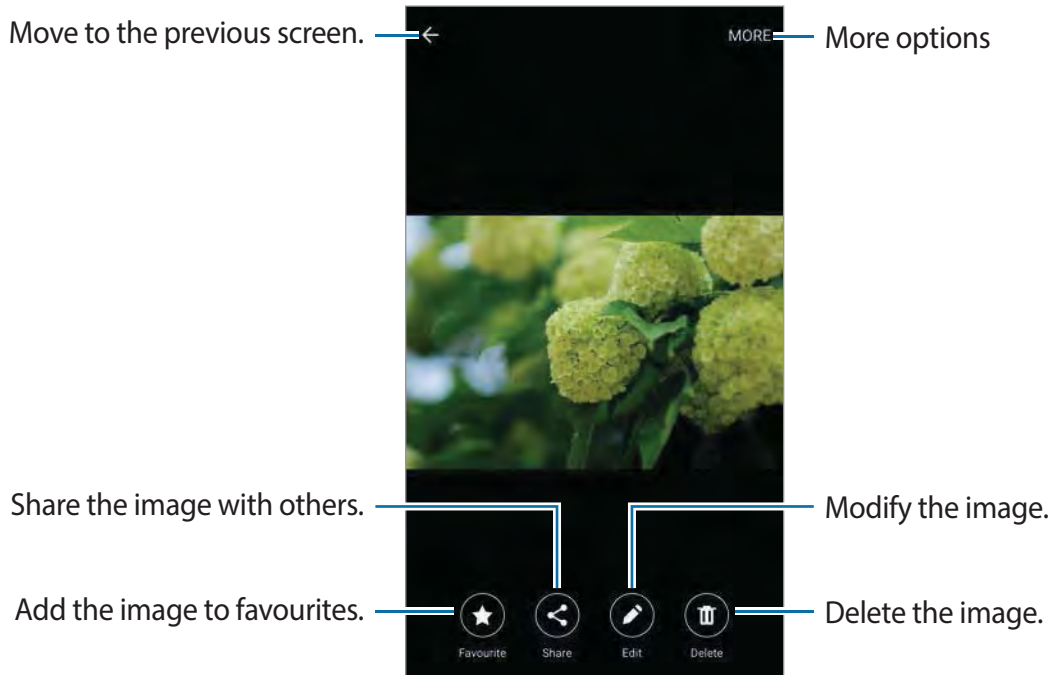 Move to the previous screen.
MORE
More options
Share the image with others.
Modify the image.
Add the image to favourites.
Delete the image.
Favourite
Share
Edit
Delete